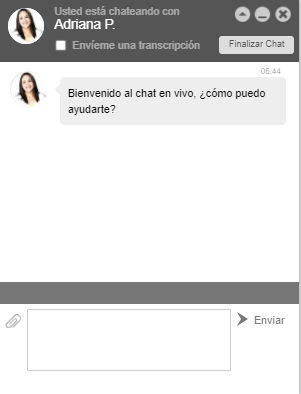 Usted está chateando con
Adriana P.
Envíeme una transcripción
Finalizar Chat
06:44
Bienvenido al chat en vivo, ¿cómo puedo
ayudarte?
Enviar